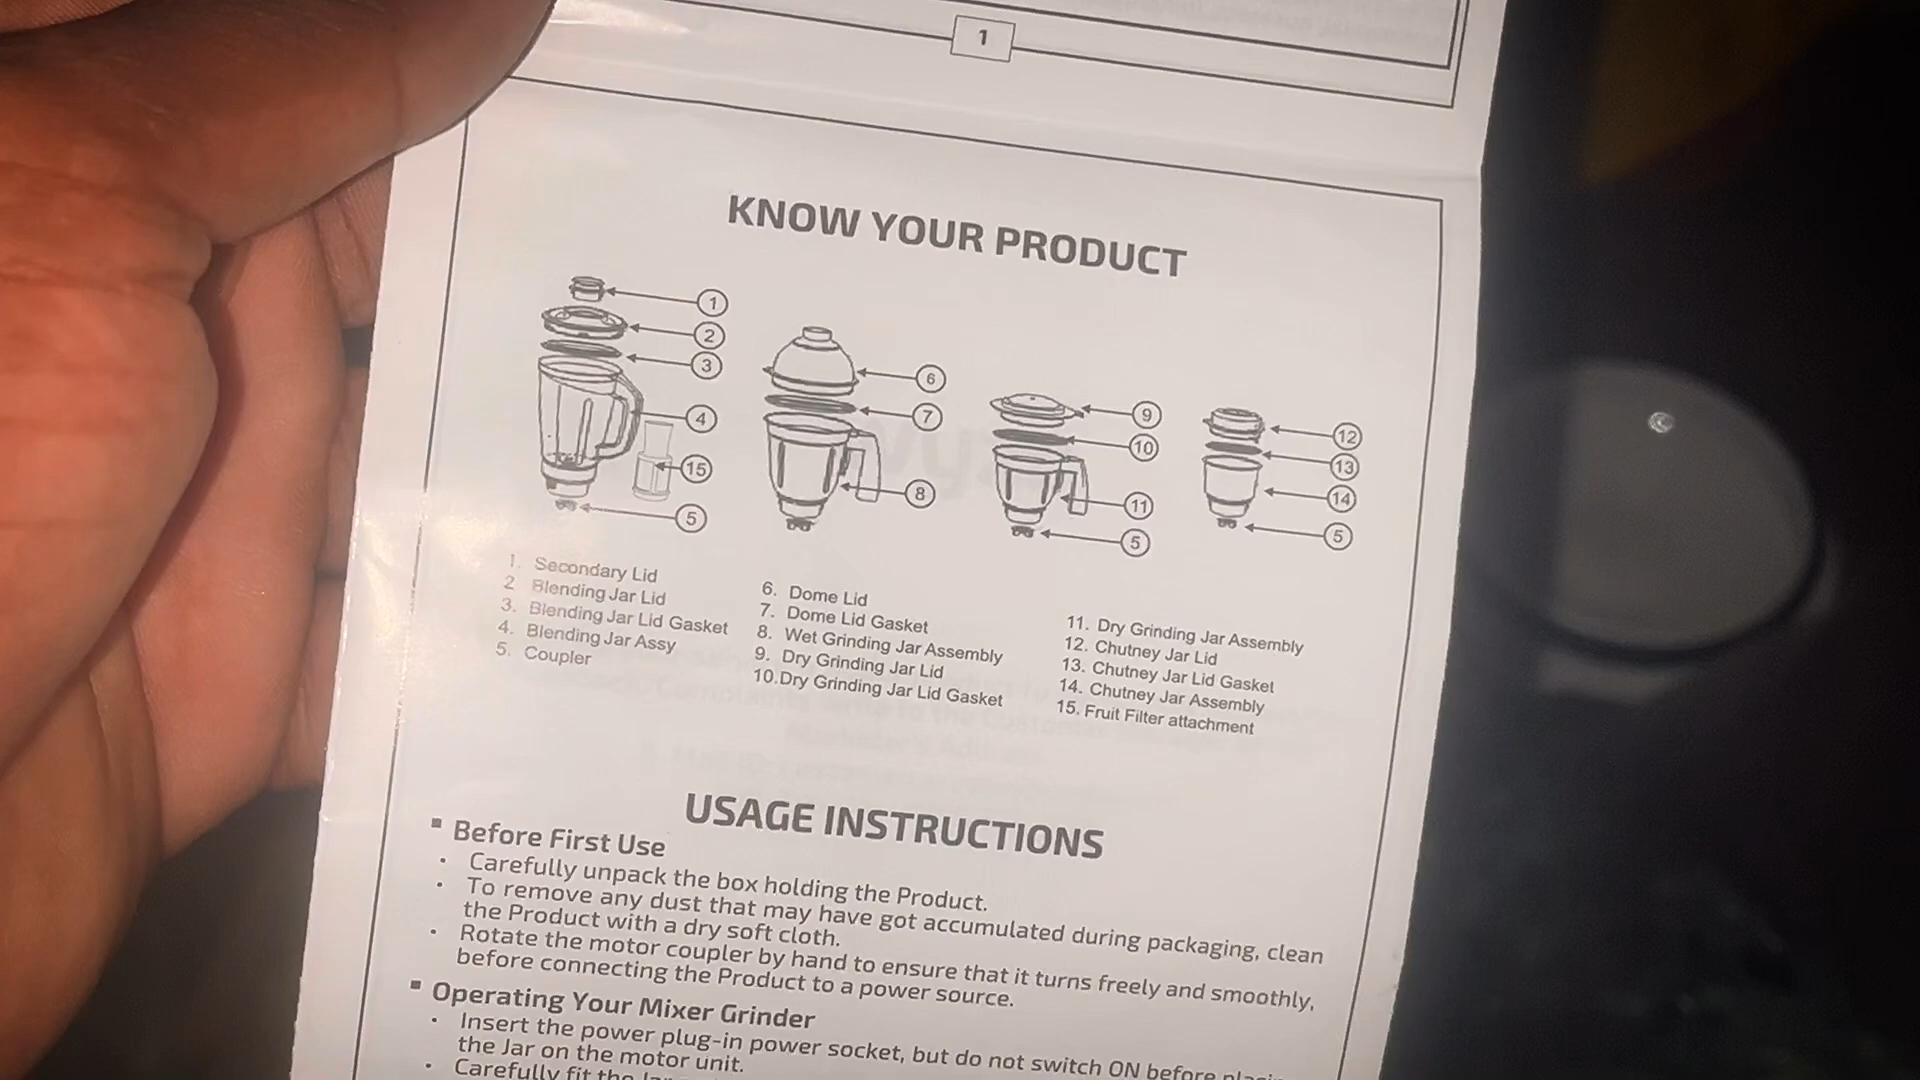 1
KNOW YOUR PRODUCT
1
2
3
4
15
5
6
7
8
9
10
11
5
12
13
14
5
1. Secondary Lid
2 Blending Jar Lid
3. Blending Jar Lid Gasket
4. Blending Jar Assy
5. Coupler
6. Dome Lid
7. Dome Lid Gasket
8. Wet Grinding Jar Assembly
9. Dry Grinding Jar Lid
10.Dry Grinding Jar Lid Gasket
11. Dry Grinding Jar Assembly
12. Chutney Jar Lid
13. Chutney Jar Lid Gasket
14. Chutney Jar Assembly
15. Fruit Filter attachment
USAGE INSTRUCTIONS
▪ Before First Use
• Carefully unpack the box holding the Product.
• To remove any dust that may have got accumulated during packaging, clean
the Product with a dry soft cloth.
• Rotate the motor coupler by hand to ensure that it turns freely and smoothly,
before connecting the Product to a power source.
▪ Operating Your Mixer Grinder
• Insert the power plug-in power socket, but do not switch ON before
the Jar on the motor unit.
• Carefully fit the